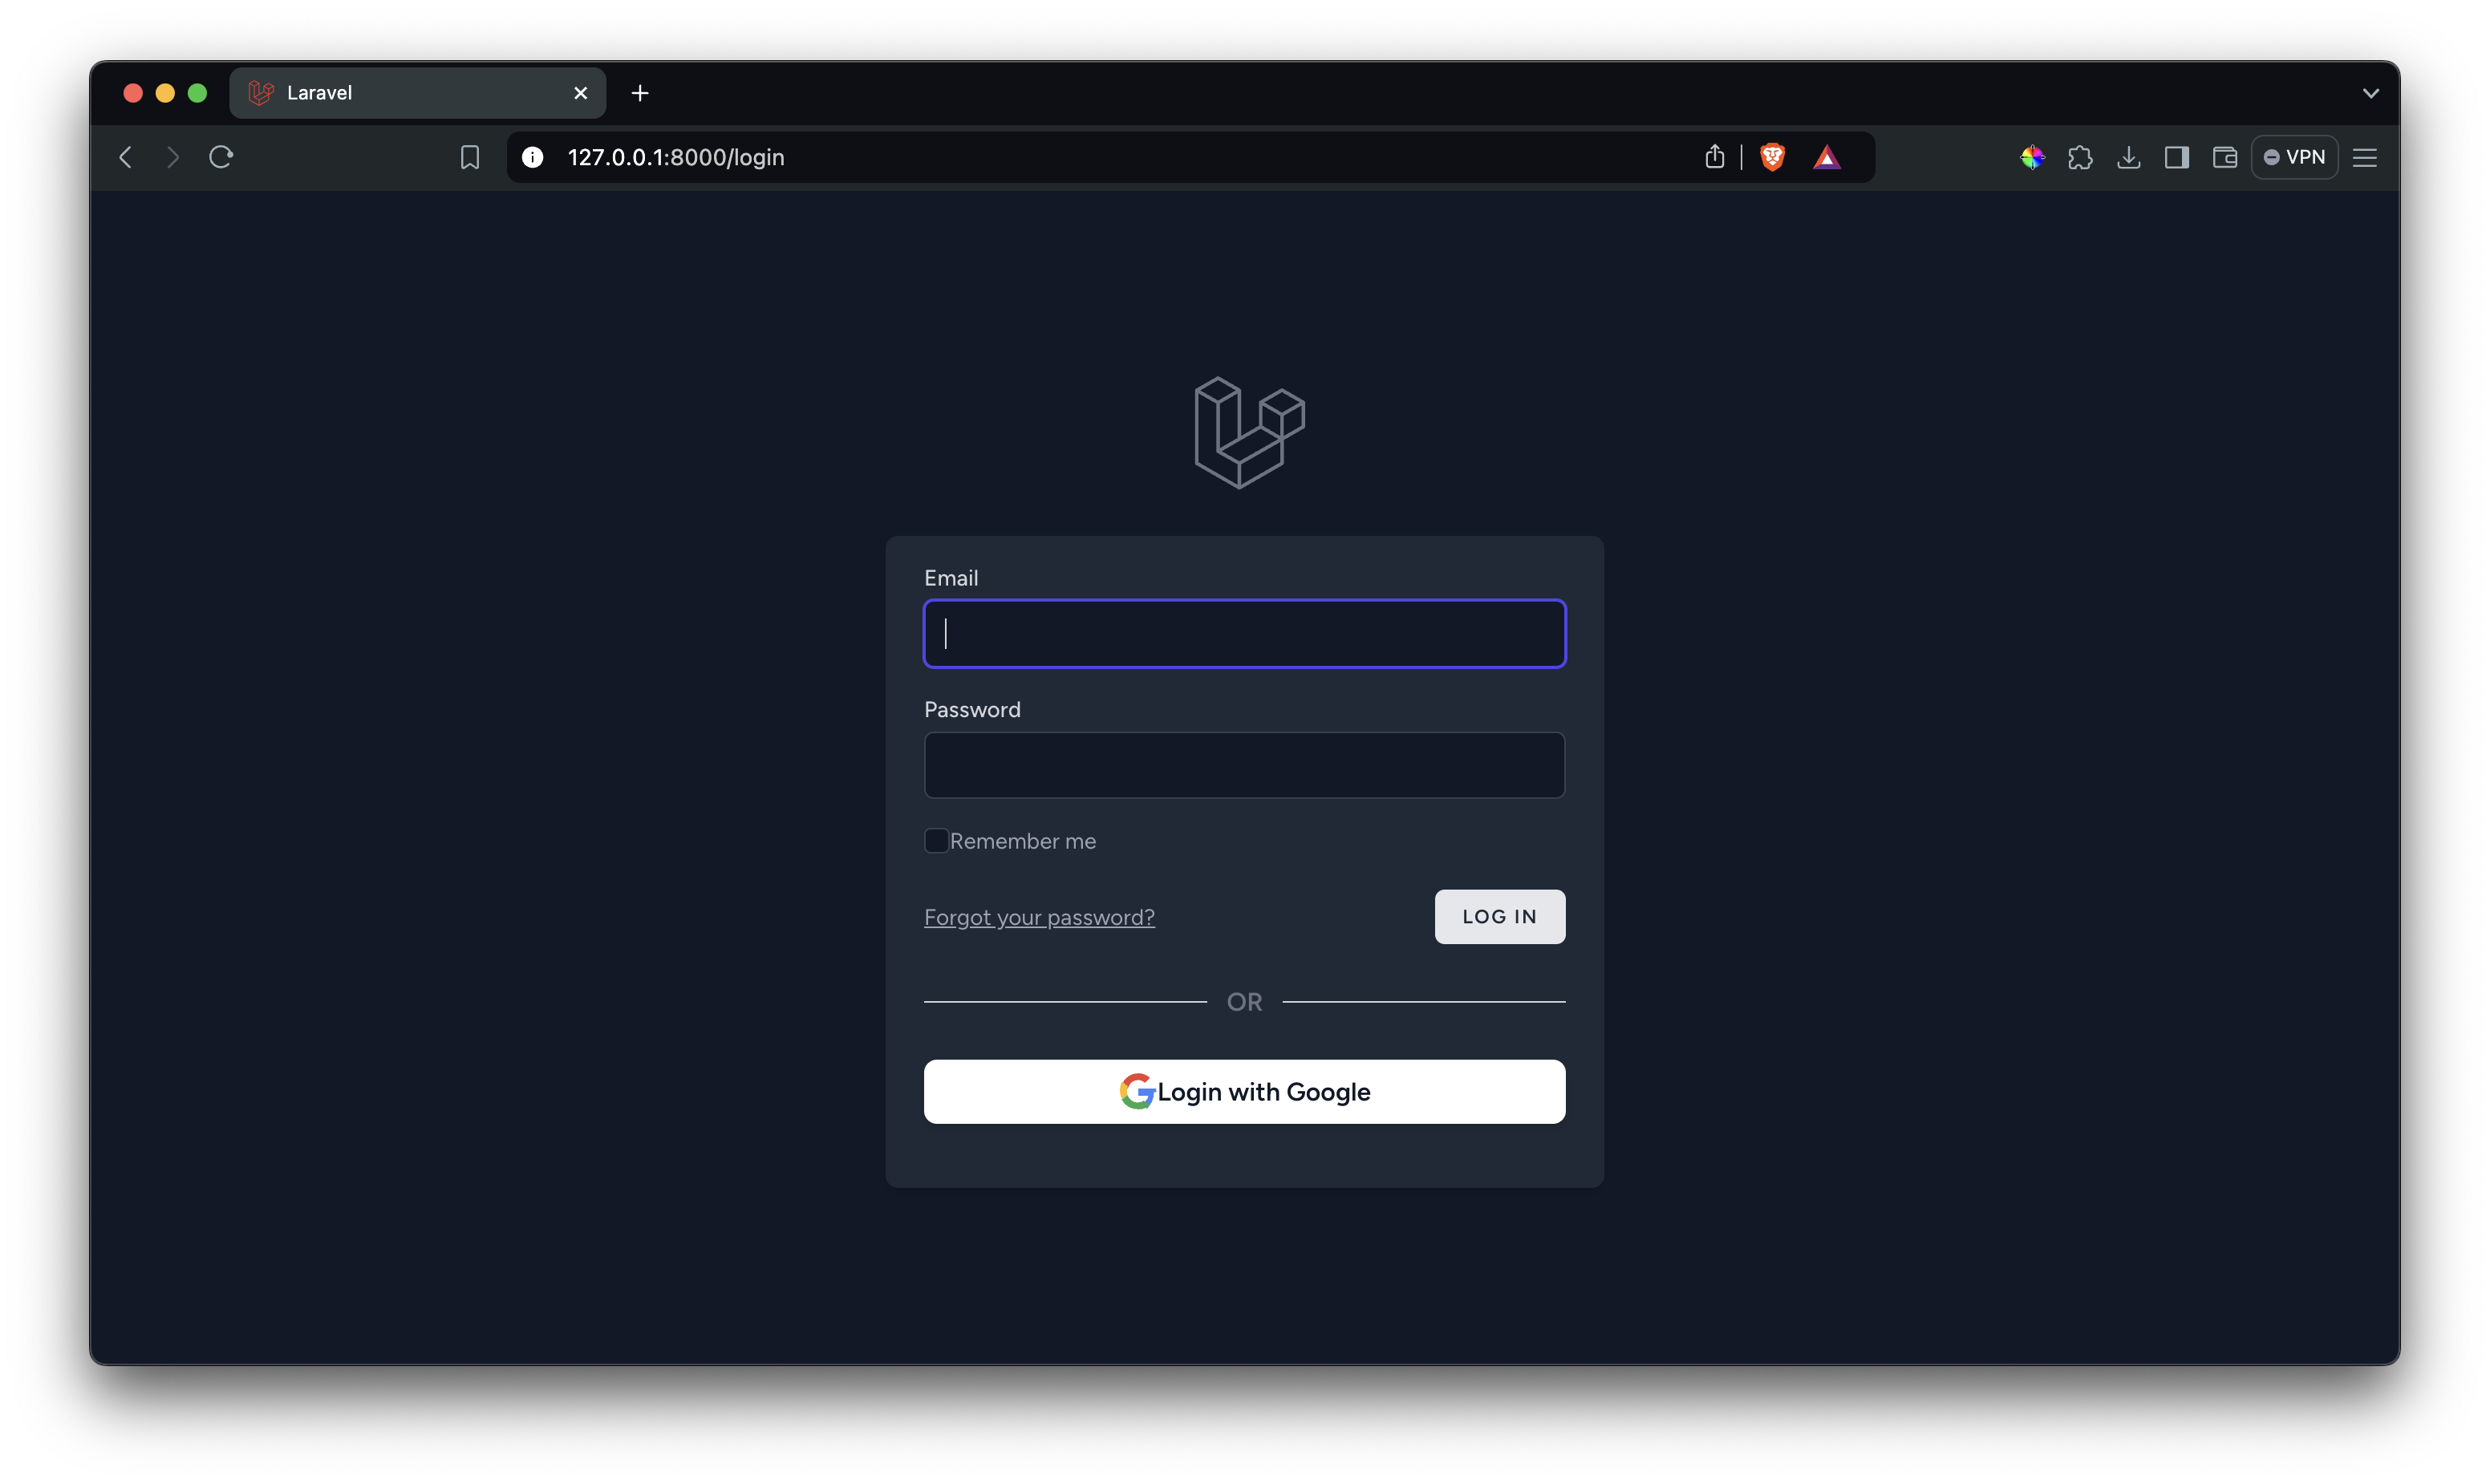 Laravel
127.0.0.1:8000/login
VPN
Email
Password
Remember me
Forgot your password?
LOG IN
OR
Login with Google